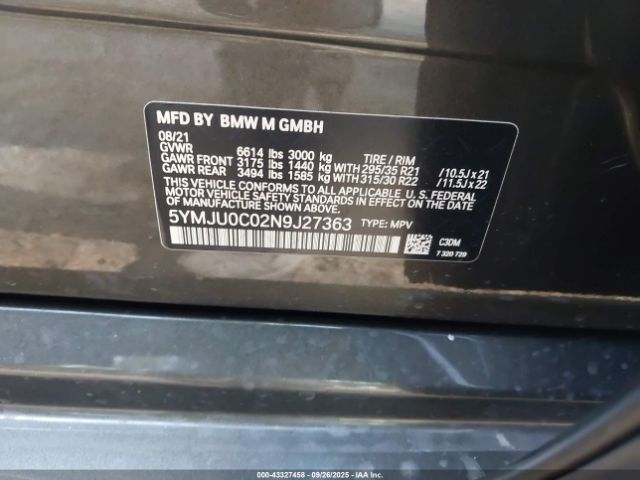 MFD BY BMW M GMBH
08/21
GVWR 6614 lbs 3000 kg TIRE / RIM
GAWR FRONT 3175 lbs 1440 kg WITH 295/35 R21 /10.5J x 21
GAWR REAR 3494 lbs 1585 kg WITH 315/30 R22 /11.5J x 22
THIS VEHICLE CONFORMS TO ALL APPLICABLE U. S. FEDERAL
MOTOR VEHICLE SAFETY STANDARDS IN
EFFECT ON THE DATE OF MANUFACTURE SHOWN ABOVE.
5YMJU0C02N9J27363 TYPE: MPV
C3DM
7 320 729
000-43327458 - 09/26/2025 - IAA Inc.